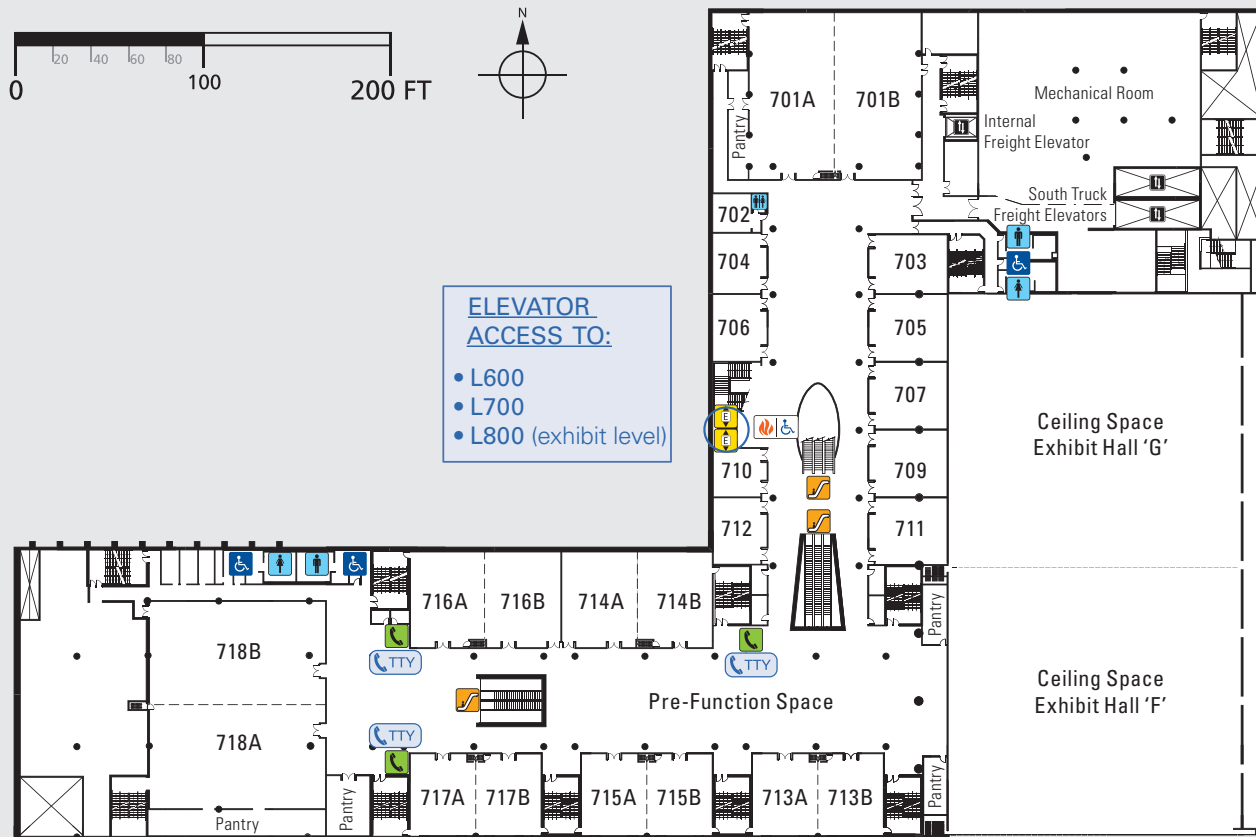 N
20
40
60
80
0
100
200 FT
701A
701B
Pantry
Mechanical Room
Internal
Freight Elevator
South Truck
Freight Elevators
702
704
703
706
705
ELEVATOR
ACCESS TO:
• L600
• L700
• L800 (exhibit level)
E
E
707
Ceiling Space
Exhibit Hall ‘G’
710
709
712
711
716A
716B
714A
714B
Pantry
TTY
TTY
718B
Pre-Function Space
Ceiling Space
Exhibit Hall ‘F’
718A
TTY
717A
717B
715A
715B
713A
713B
Pantry
Pantry
Pantry